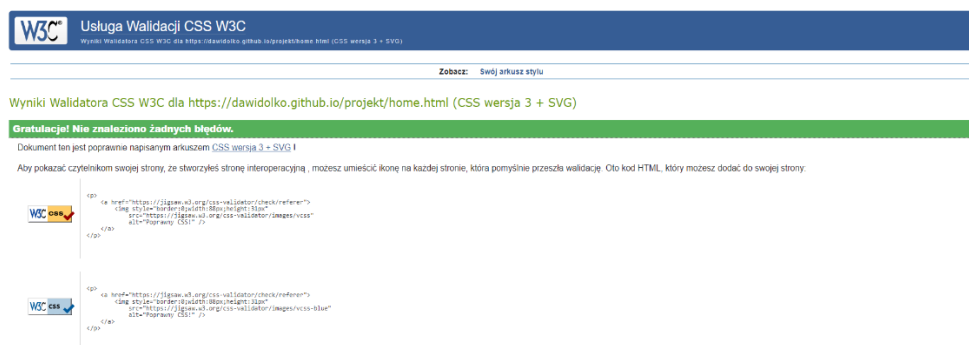 W3C® Usługa Walidacji CSS W3C
Wyniki Walidatora CSS W3C dla https://dawidolko.github.io/projekt/home.html (CSS wersja 3 + SVG)
Zobacz: Swój arkusz stylu
Wyniki Walidatora CSS W3C dla https://dawidolko.github.io/projekt/home.html (CSS wersja 3 + SVG)
Gratulacje! Nie znaleziono żadnych błędów.
Dokument ten jest poprawnie napisanym arkuszem CSS wersja 3 + SVG !
Aby pokazać czytelnikom swojej strony, że stworzyłeś stronę interoperacyjną , możesz umieścić ikonę na każdej stronie, która pomyślnie przeszła walidację. Oto kod HTML, który możesz dodać do swojej strony:
W3C css
<p>
<a href="https://jigsaw.w3.org/css-validator/check/referer">
<img style="border:0;width:88px;height:31px"
src="https://jigsaw.w3.org/css-validator/images/vcss"
alt="Poprawny CSS!" />
</a>
</p>
W3C css
<p>
<a href="https://jigsaw.w3.org/css-validator/check/referer">
<img style="border:0;width:88px;height:31px"
src="https://jigsaw.w3.org/css-validator/images/vcss-blue"
alt="Poprawny CSS!" />
</a>
</p>